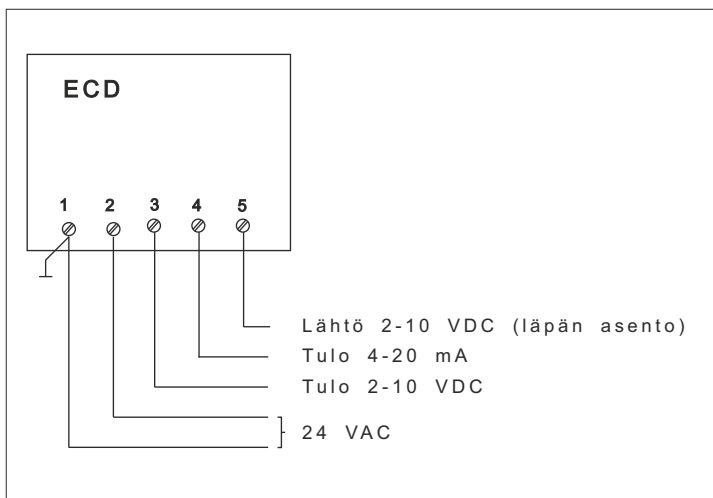 ECD
1 2 3 4 5
Lähtö 2-10 VDC (läpän asento)
Tulo 4-20 mA
Tulo 2-10 VDC
24 VAC